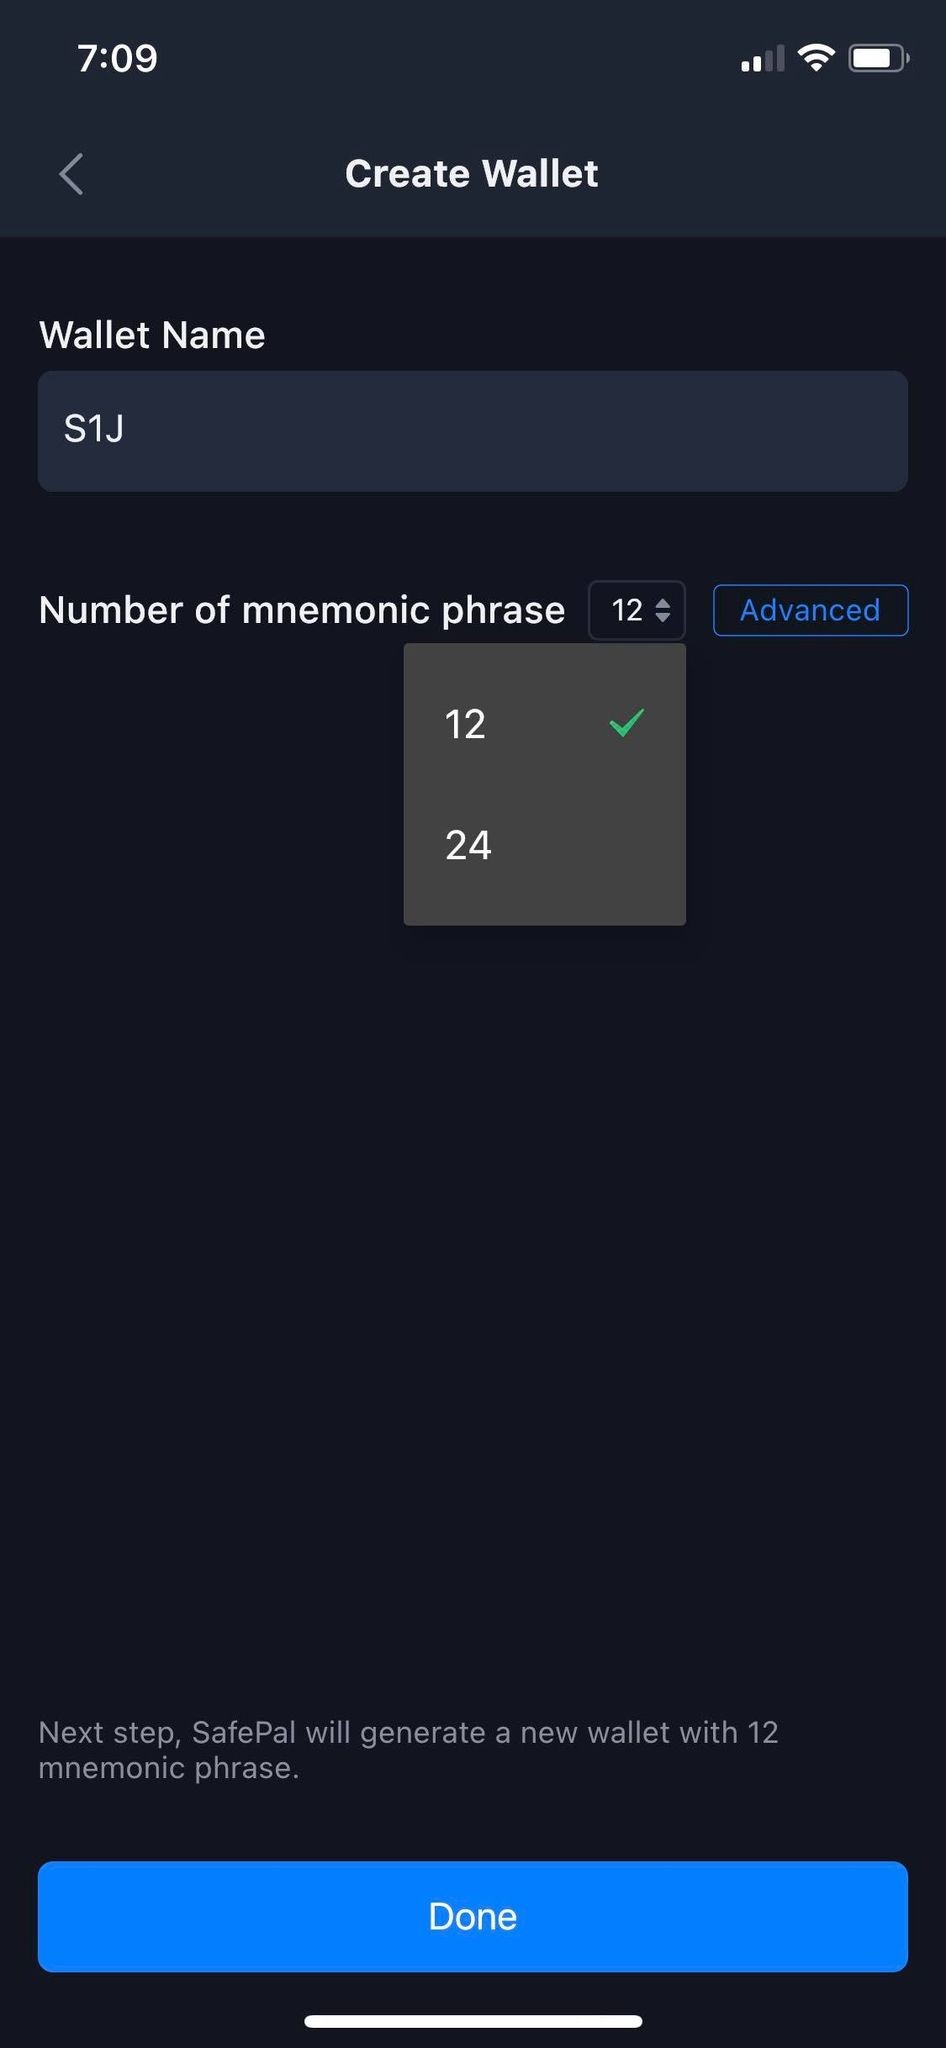 7:09
Create Wallet
Wallet Name
S1J
Number of mnemonic phrase 12 Advanced
12
24
Next step, SafePal will generate a new wallet with 12
mnemonic phrase.
Done